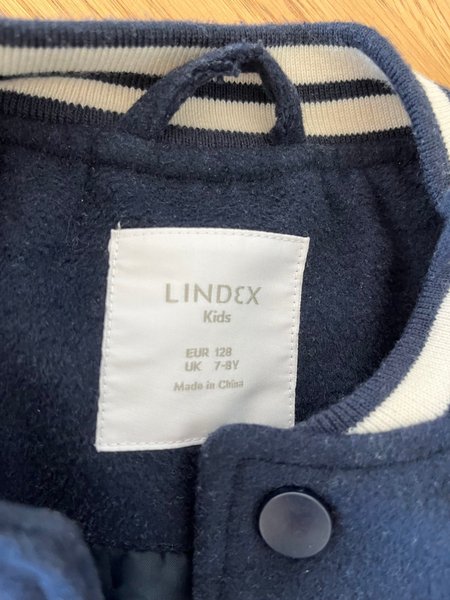 LINDEX
Kids
EUR 128
UK 7-8Y
Made in China